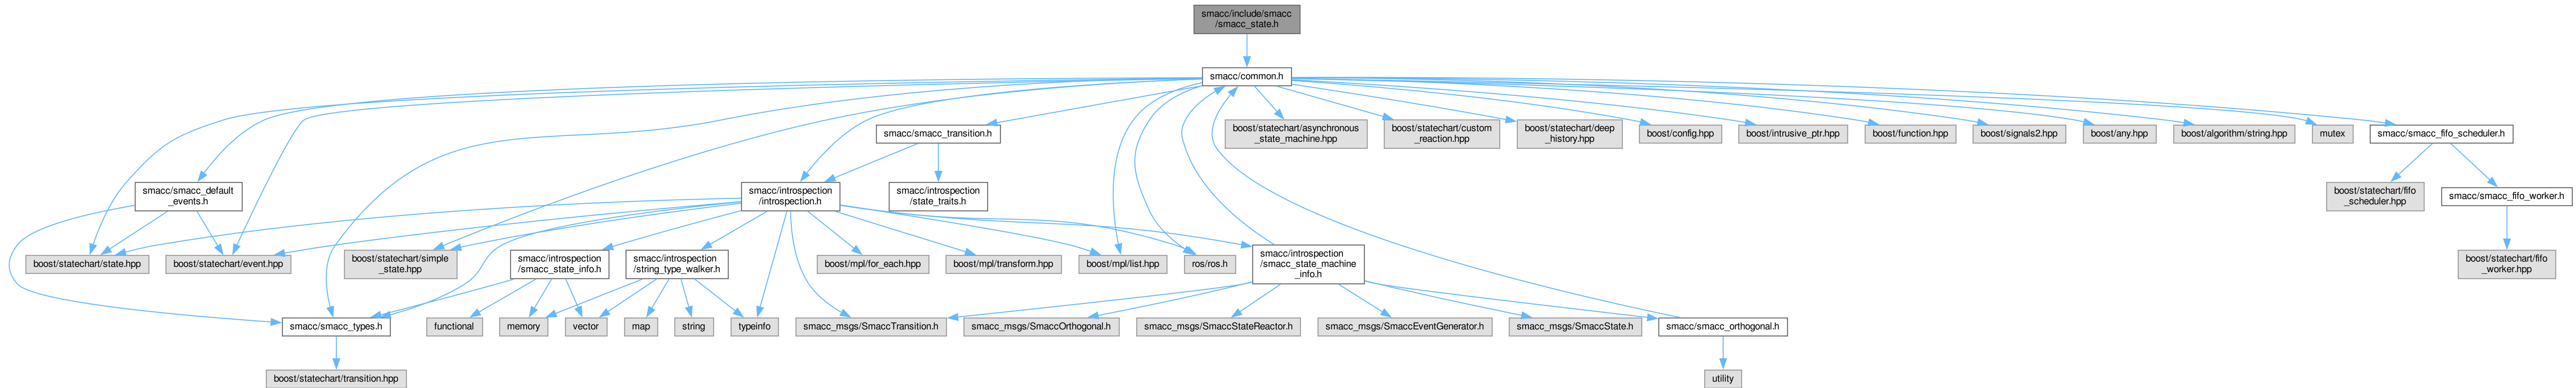 smacc/include/smacc
/smacc_state.h
smacc/common.h
smacc/smacc_transition.h
boost/statechart/asynchronous
_state_machine.hpp
boost/statechart/custom
_reaction.hpp
boost/statechart/deep
_history.hpp
boost/config.hpp
boost/intrusive_ptr.hpp
boost/function.hpp
boost/signals2.hpp
boost/any.hpp
boost/algorithm/string.hpp
mutex
smacc/smacc_fifo_scheduler.h
smacc/smacc_default
_events.h
smacc/introspection
/introspection.h
smacc/introspection
/state_traits.h
boost/statechart/fifo
_scheduler.hpp
smacc/smacc_fifo_worker.h
boost/statechart/state.hpp
boost/statechart/event.hpp
boost/statechart/simple
_state.hpp
smacc/introspection
/smacc_state_info.h
smacc/introspection
/string_type_walker.h
boost/mpl/for_each.hpp
boost/mpl/transform.hpp
boost/mpl/list.hpp
ros/ros.h
smacc/introspection
/smacc_state_machine
_info.h
boost/statechart/fifo
_worker.hpp
smacc/smacc_types.h
functional
memory
vector
map
string
typeinfo
smacc_msgs/SmaccTransition.h
smacc_msgs/SmaccOrthogonal.h
smacc_msgs/SmaccStateReactor.h
smacc_msgs/SmaccEventGenerator.h
smacc_msgs/SmaccState.h
smacc/smacc_orthogonal.h
boost/statechart/transition.hpp
utility